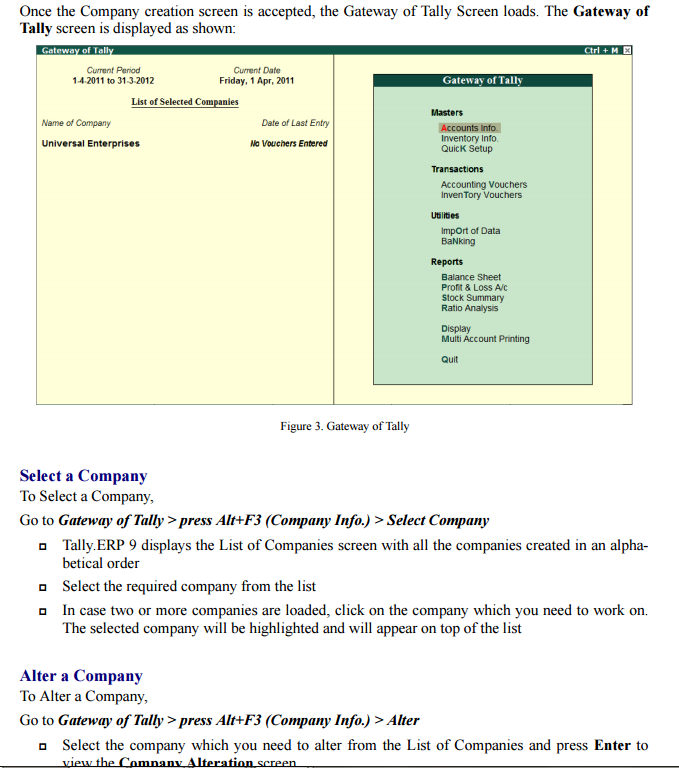 Once the Company creation screen is accepted, the Gateway of Tally Screen loads. The Gateway of
Tally screen is displayed as shown:
Gateway of Tally Ctrl + M
Current Period Current Date
1-4-2011 to 31-3-2012 Friday, 1 Apr, 2011
List of Selected Companies
Name of Company Date of Last Entry
Universal Enterprises No Vouchers Entered
Gateway of Tally
Masters
Accounts Info.
Inventory Info.
QuicK Setup
Transactions
Accounting Vouchers
InvenTory Vouchers
Utilities
ImpOrt of Data
BaNking
Reports
Balance Sheet
Profit & Loss A/c
Stock Summary
Ratio Analysis
Display
Multi Account Printing
Quit
Figure 3. Gateway of Tally
Select a Company
To Select a Company,
Go to Gateway of Tally > press Alt+F3 (Company Info.) > Select Company
Tally.ERP 9 displays the List of Companies screen with all the companies created in an alpha-
betical order
Select the required company from the list
In case two or more companies are loaded, click on the company which you need to work on.
The selected company will be highlighted and will appear on top of the list
Alter a Company
To Alter a Company,
Go to Gateway of Tally > press Alt+F3 (Company Info.) > Alter
Select the company which you need to alter from the List of Companies and press Enter to
view the Company Alteration screen